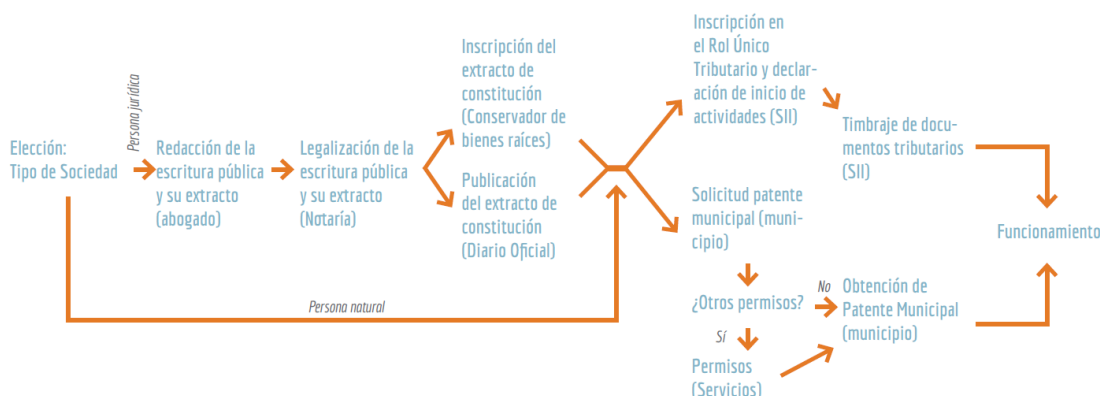 Elección:
Tipo de Sociedad
Persona jurídica
Redacción de la
escritura pública
y su extracto
(abogado)
Legalización de la
escritura pública
y su extracto
(Notaría)
Inscripción del
extracto de
constitución
(Conservador de
bienes raíces)
Publicación
del extracto de
constitución
(Diario Oficial)
Persona natural
Inscripción en
el Rol Único
Tributario y declar-
ación de inicio de
actividades (SII)
Timbraje de docu-
mentos tributarios
(SII)
Solicitud patente
municipal (muni-
cipio)
¿Otros permisos?
No
Obtención de
Patente Municipal
(municipio)
Sí
Permisos
(Servicios)
Funcionamiento